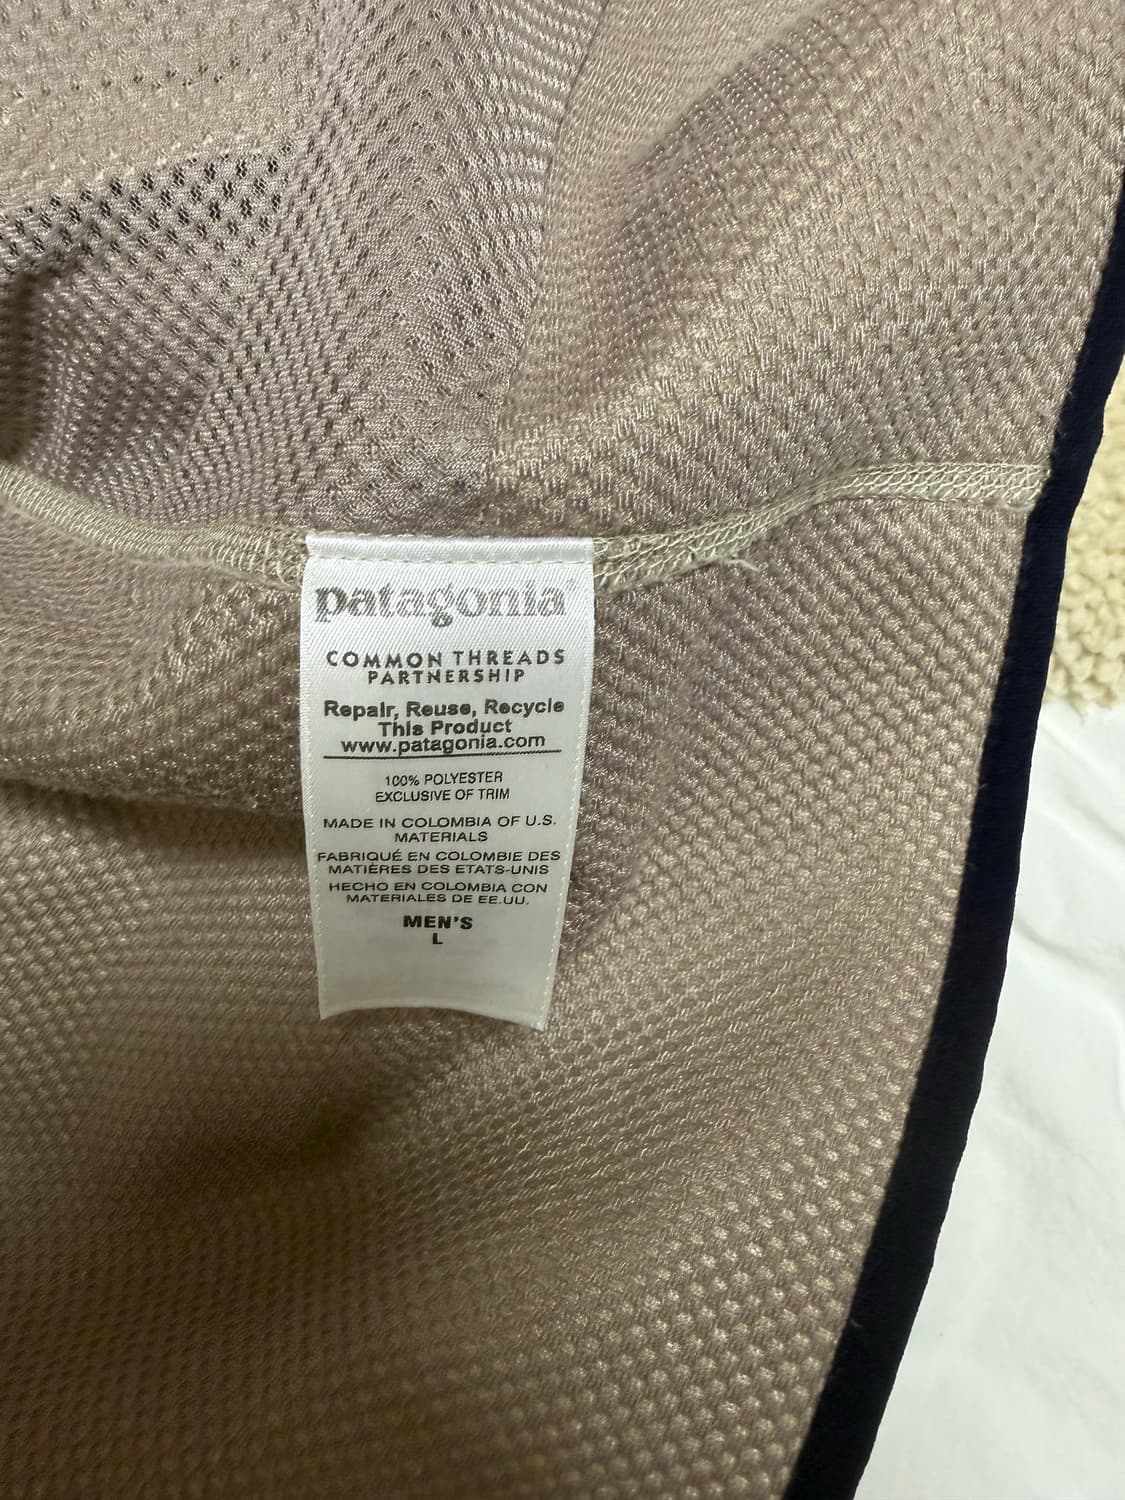 patagonia®
COMMON THREADS
PARTNERSHIP
Repair, Reuse, Recycle
This Product
www.patagonia.com
100% POLYESTER
EXCLUSIVE OF TRIM
MADE IN COLOMBIA OF U.S.
MATERIALS
FABRIQUÉ EN COLOMBIE DES
MATIÈRES DES ETATS-UNIS
HECHO EN COLOMBIA CON
MATERIALES DE EE.UU.
MEN'S
L